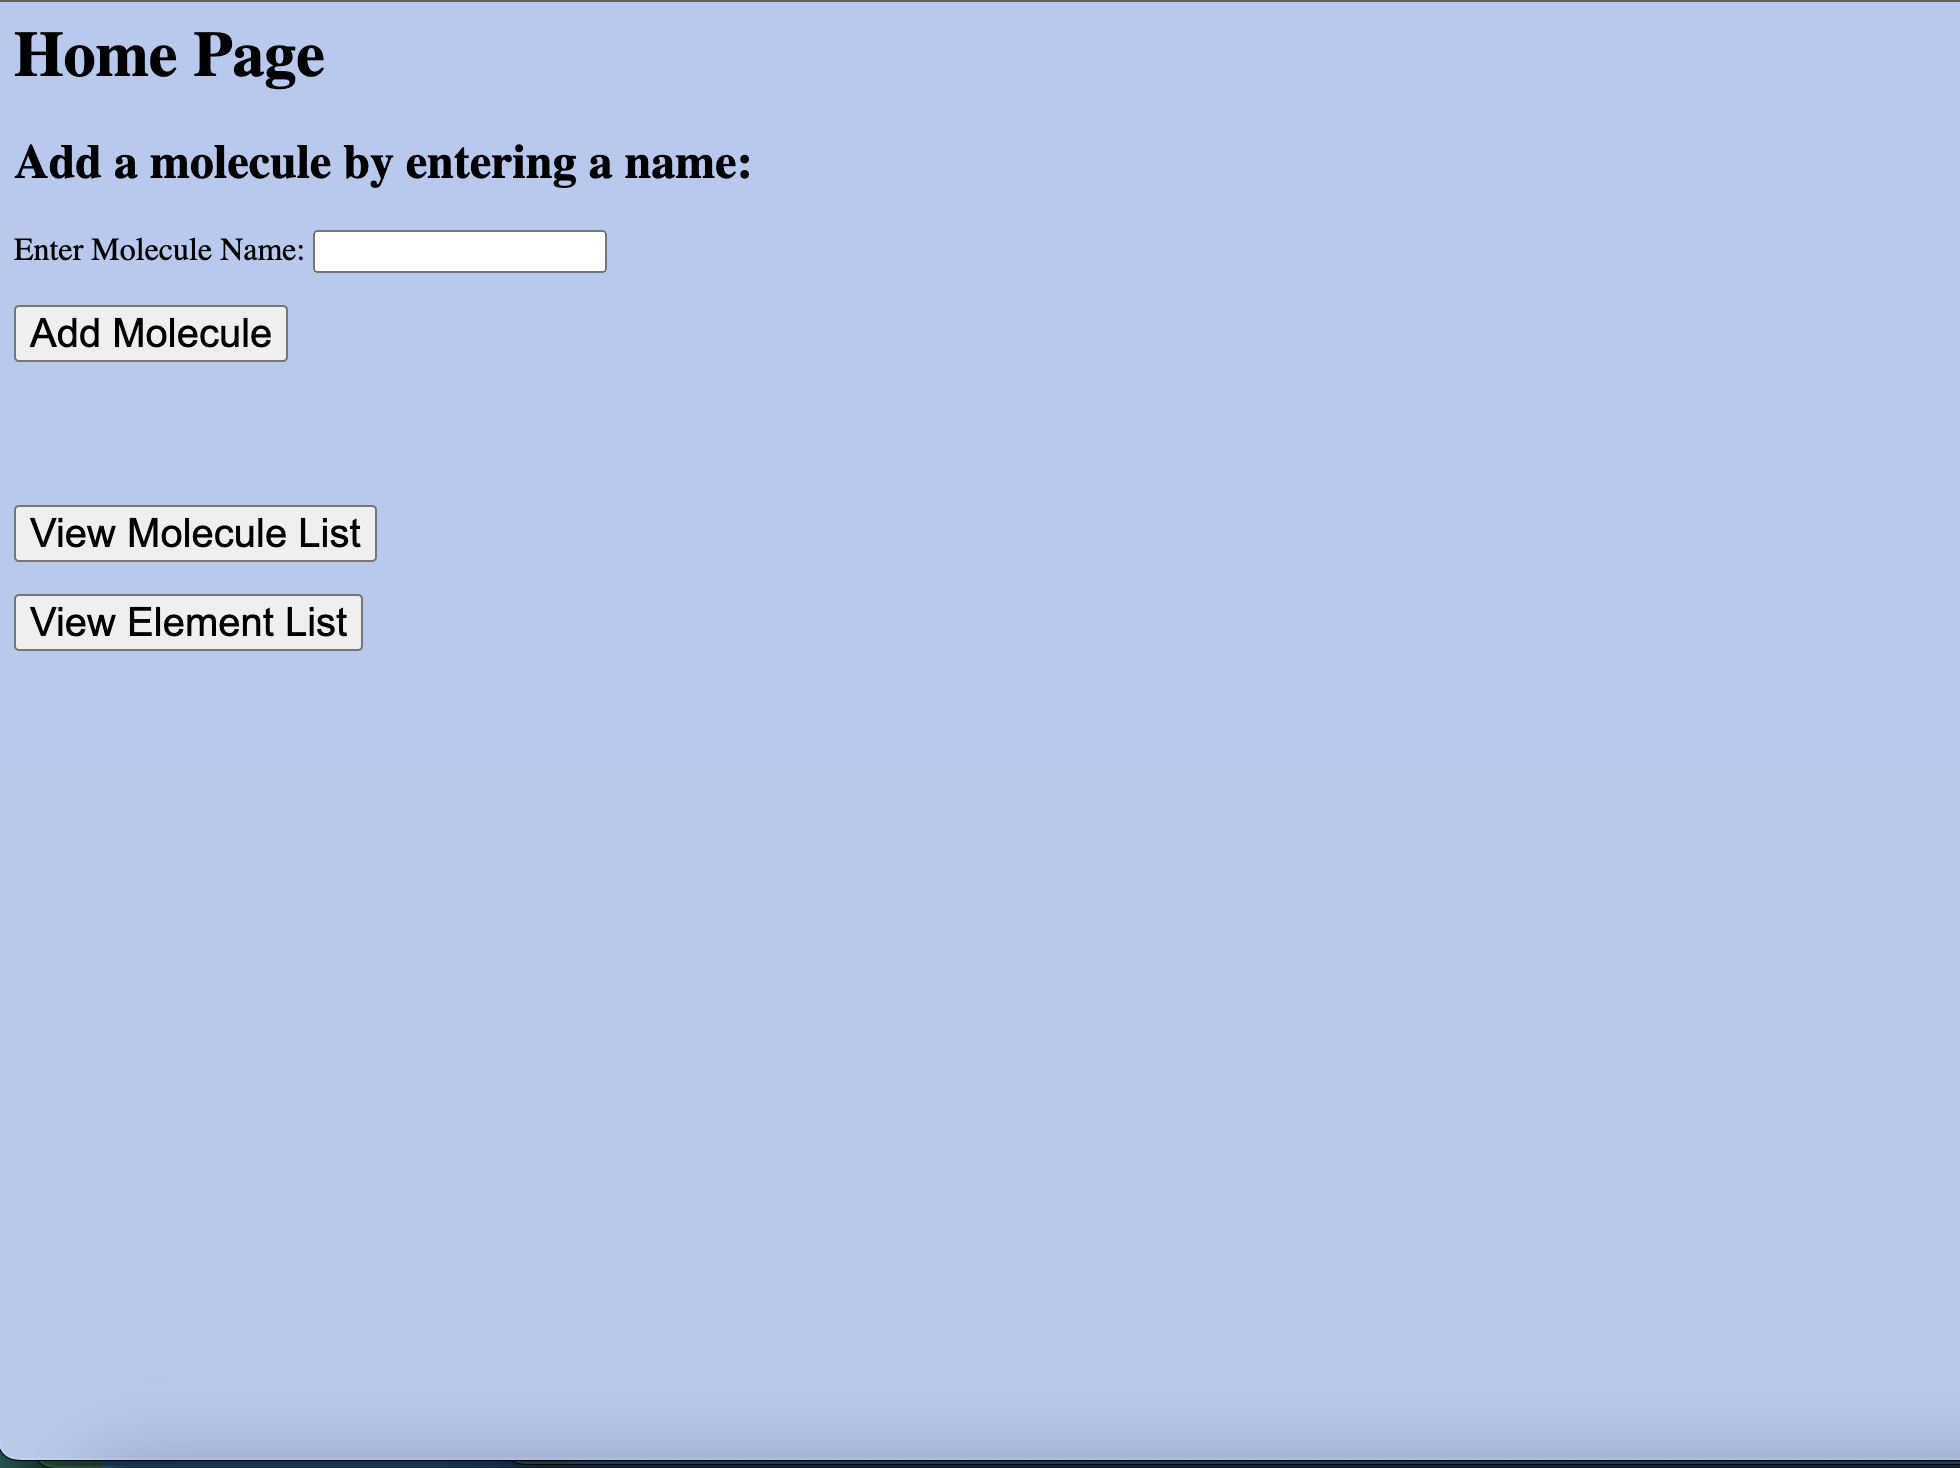 Home Page
Add a molecule by entering a name:
Enter Molecule Name:
Add Molecule
View Molecule List
View Element List